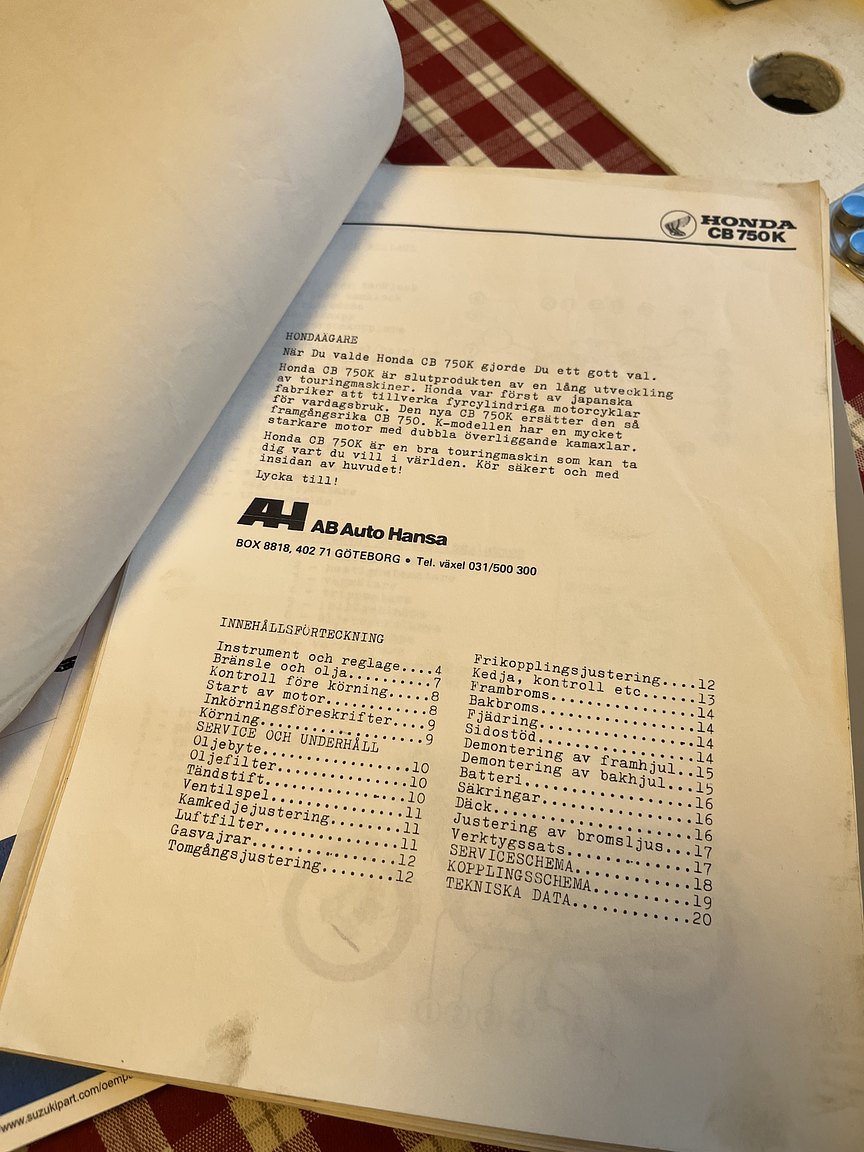 HONDA
CB 750K
HONDAÄGARE
När Du valde Honda CB 750K gjorde Du ett gott val.
Honda CB 750K är slutprodukten av en lång utveckling
av touringmaskiner. Honda var först av japanska
fabriker att tillverka fyrcylindriga motorcyklar
för vardagsbruk. Den nya CB 750K ersätter den så
framgångsrika CB 750. K-modellen har en mycket
starkare motor med dubbla överliggande kamaxlar.
Honda CB 750K är en bra touringmaskin som kan ta
dig vart du vill i världen. Kör säkert och med
insidan av huvudet!
Lycka till!
AH AB Auto Hansa
BOX 8818, 402 71 GÖTEBORG • Tel. växel 031/500 300
INNEHÅLLSFÖRTECKNING
Instrument och reglage....4
Bränsle och olja..........7
Kontroll före körning.....8
Start av motor............8
Inkörningsföreskrifter....9
Körning...................9
SERVICE OCH UNDERHÅLL
Oljebyte.................10
Oljefilter...............10
Tändstift................10
Ventilspel...............11
Kamkedjejustering........11
Luftfilter...............11
Gasvajrar................12
Tomgångsjustering........12
Frikopplingsjustering....12
Kedja, kontroll etc......13
Frambroms................14
Bakbroms.................14
Fjädring.................14
Sidostöd.................14
Demontering av framhjul..15
Demontering av bakhjul...15
Batteri..................16
Säkringar................16
Däck.....................16
Justering av bromsljus...17
Verktygssats.............17
SERVICESCHEMA............18
KOPPLINGSSCHEMA..........19
TEKNISKA DATA............20